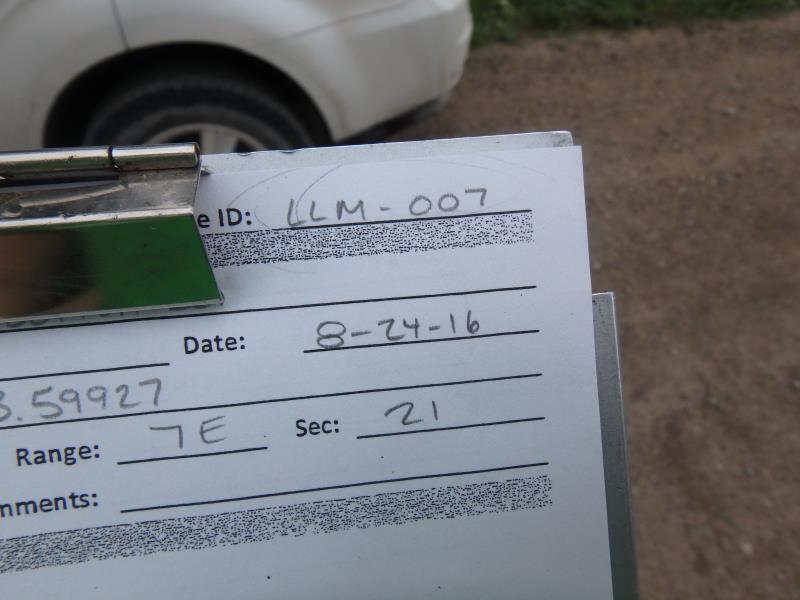 e ID: LLM-007
Date: 8-24-16
3.59927
Range: 7E Sec: 21
mments: